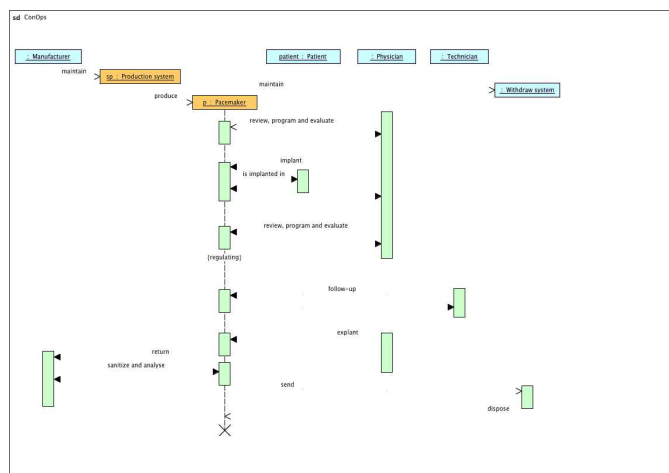 sd ConOps
: Manufacturer
patient : Patient
: Physician
: Technician
maintain
sp : Production system
maintain
: Withdraw system
produce
p : Pacemaker
review, program and evaluate
implant
is implanted in
review, program and evaluate
{regulating}
follow-up
explant
return
sanitize and analyse
send
dispose